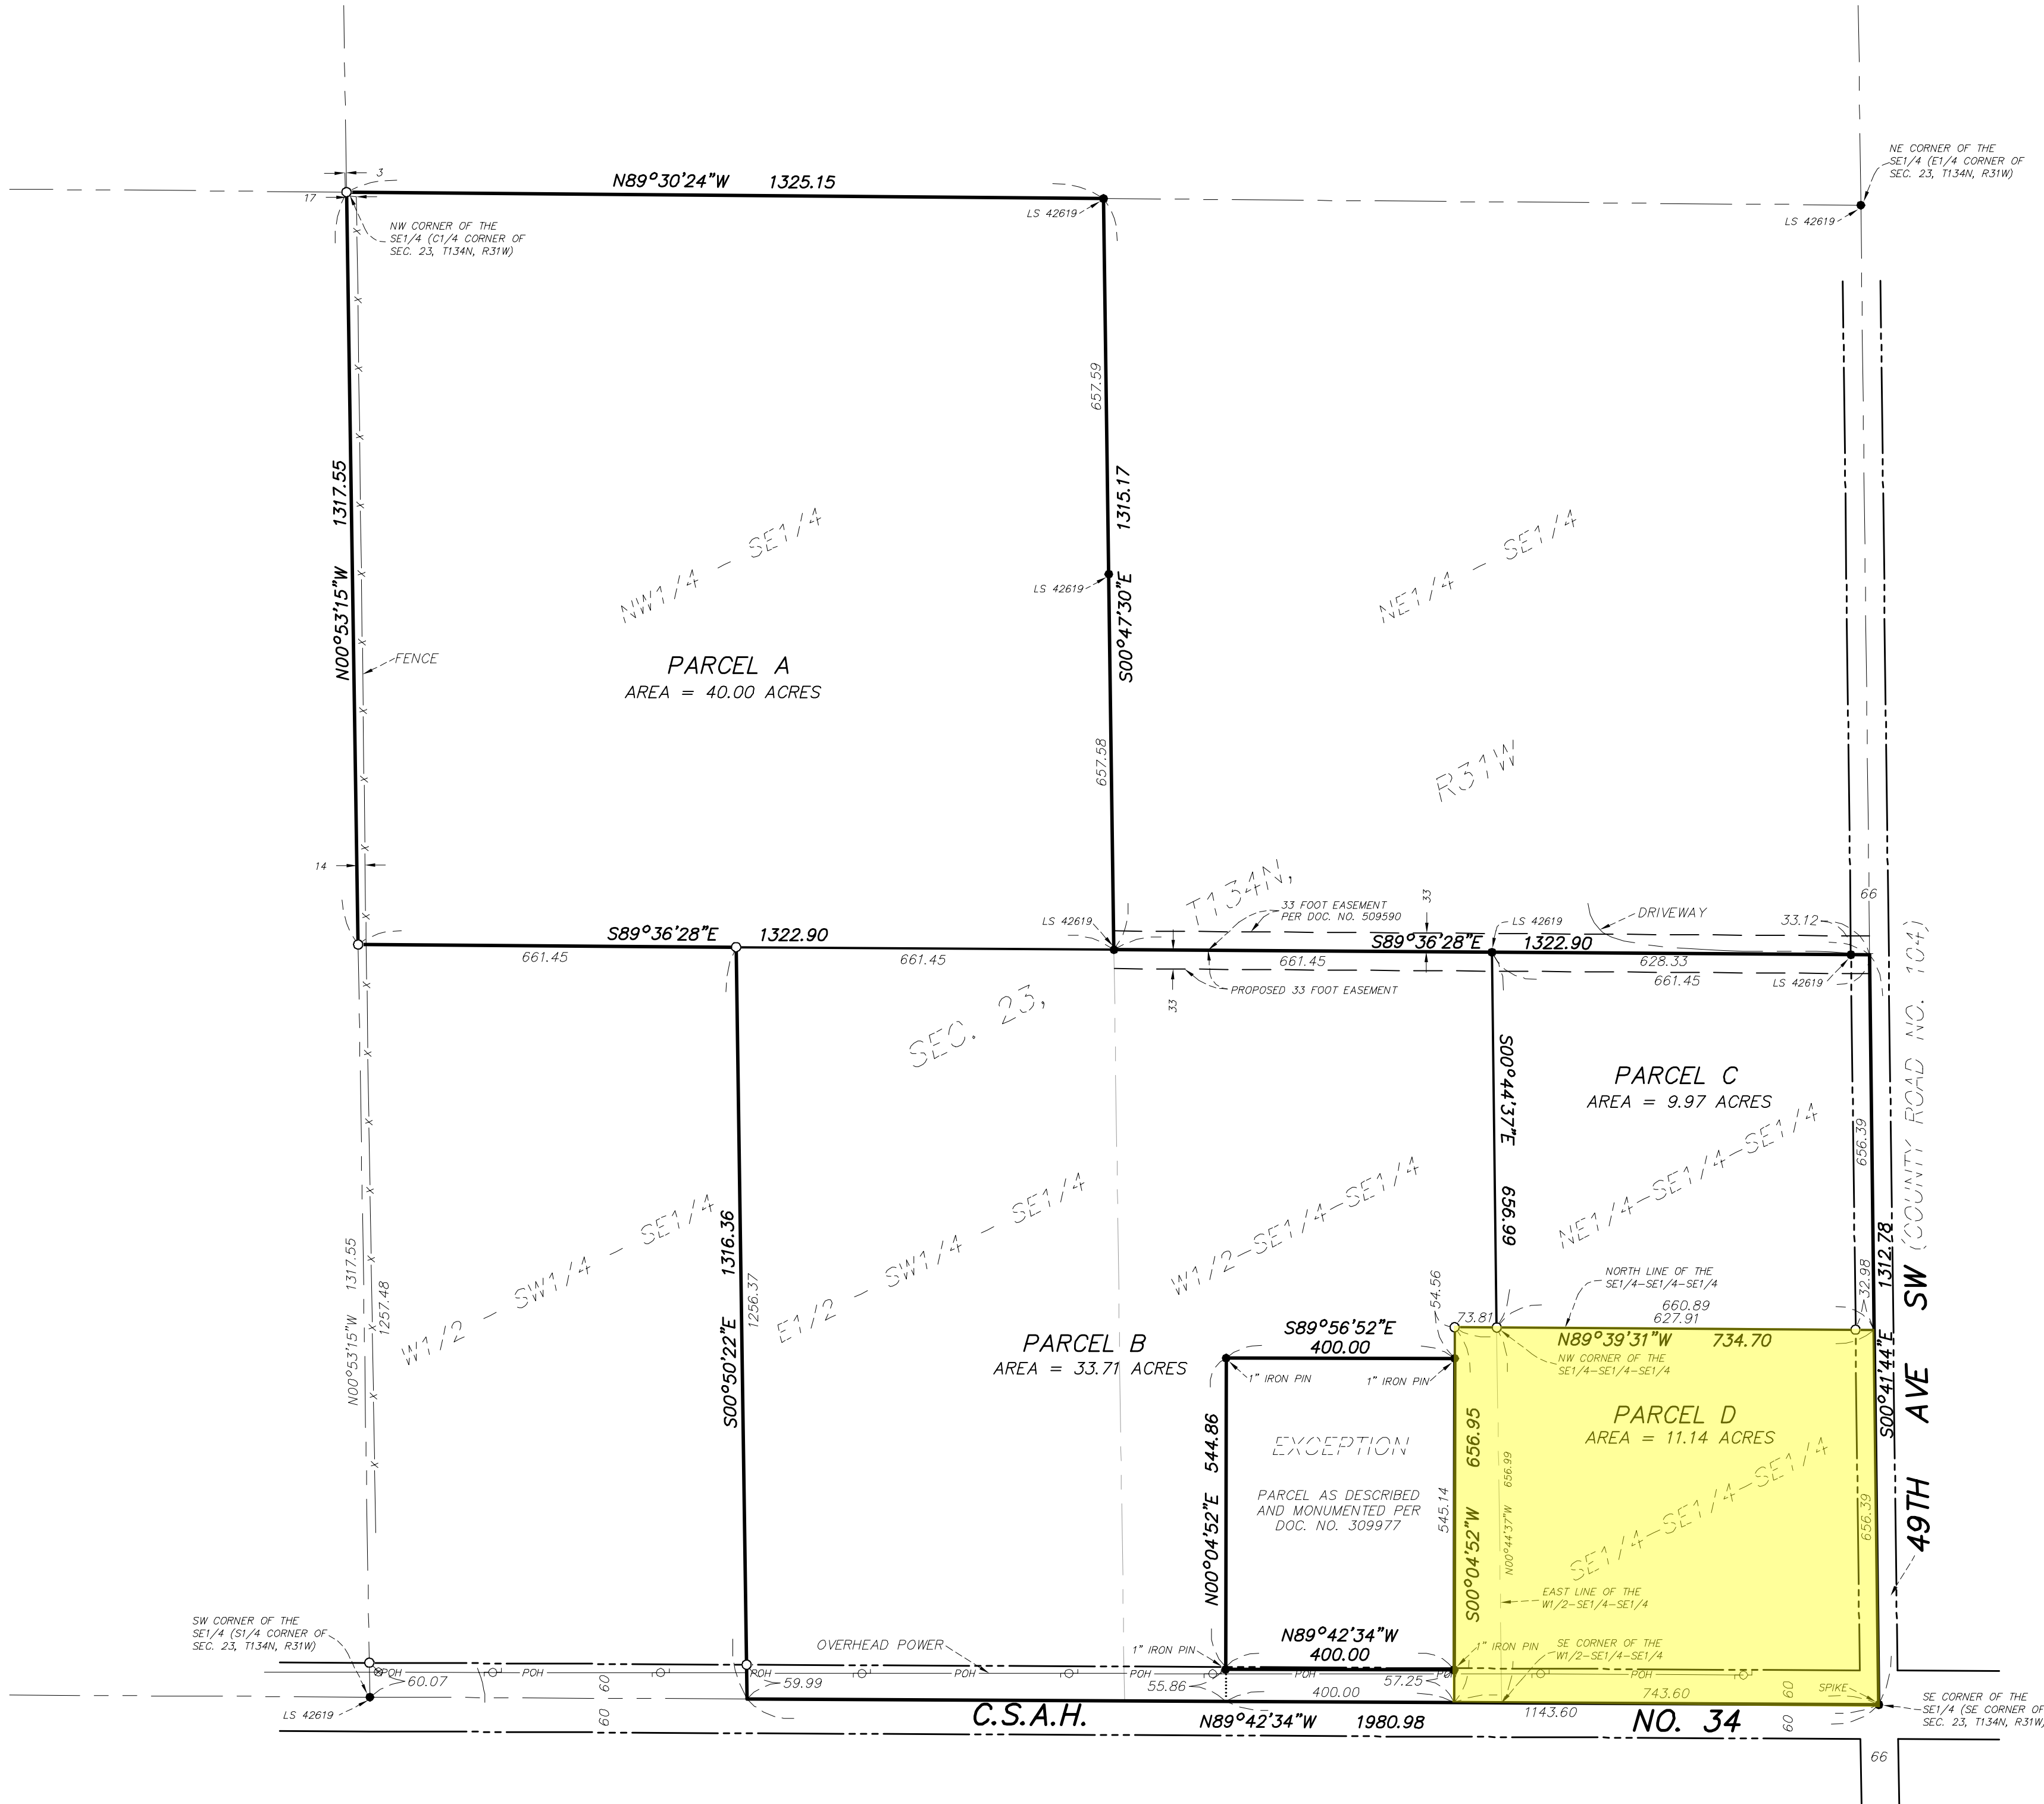 NE CORNER OF THE
SE1/4 (E1/4 CORNER OF
SEC. 23, T134N, R31W)
3
N89°30'24"W 1325.15
17
LS 42619
LS 42619
NW CORNER OF THE
SE1/4 (C1/4 CORNER OF
SEC. 23, T134N, R31W)
657.59
N00°53'15"W 1317.55
S00°47'30"E 1315.17
NW1/4 - SE1/4
NE1/4 - SE1/4
LS 42619
FENCE
PARCEL A
AREA = 40.00 ACRES
657.58
R31W
14
T134N,
33 FOOT EASEMENT
PER DOC. NO. 509590
33
66
DRIVEWAY
33.12
LS 42619
LS 42619
S89°36'28"E 1322.90
S89°36'28"E 1322.90
661.45
661.45
661.45
628.33
661.45
LS 42619
PROPOSED 33 FOOT EASEMENT
33
SEC. 23,
S00°44'37"E 656.99
PARCEL C
AREA = 9.97 ACRES
656.39
NE1/4-SE1/4-SE1/4
W1/2 - SW1/4 - SE1/4
E1/2 - SW1/4 - SE1/4
W1/2-SE1/4-SE1/4
N00°53'15"W 1317.55
1257.48
S00°50'22"E 1316.36
1256.37
NORTH LINE OF THE
SE1/4-SE1/4-SE1/4
54.56
73.81
660.89
627.91
32.98
S00°41'44"E 1312.78
49TH AVE SW (COUNTY ROAD NO. 104)
PARCEL B
AREA = 33.71 ACRES
S89°56'52"E
400.00
N89°39'31"W 734.70
NW CORNER OF THE
SE1/4-SE1/4-SE1/4
1" IRON PIN
1" IRON PIN
N00°04'52"E 544.86
EXCEPTION
PARCEL AS DESCRIBED
AND MONUMENTED PER
DOC. NO. 309977
545.14
S00°04'52"W 656.95
N00°44'37"W 656.99
PARCEL D
AREA = 11.14 ACRES
SE1/4-SE1/4-SE1/4
656.39
EAST LINE OF THE
W1/2-SE1/4-SE1/4
SW CORNER OF THE
SE1/4 (S1/4 CORNER OF
SEC. 23, T134N, R31W)
OVERHEAD POWER
1" IRON PIN
N89°42'34"W
400.00
1" IRON PIN
SE CORNER OF THE
W1/2-SE1/4-SE1/4
POH
POH
POH
POH
POH
POH
POH
POH
POH
60.07
60
59.99
55.86
57.25
400.00
743.60
60
SPIKE
LS 42619
60
C.S.A.H.
N89°42'34"W 1980.98
1143.60
NO. 34
60
SE CORNER OF THE
SE1/4 (SE CORNER OF
SEC. 23, T134N, R31W)
66